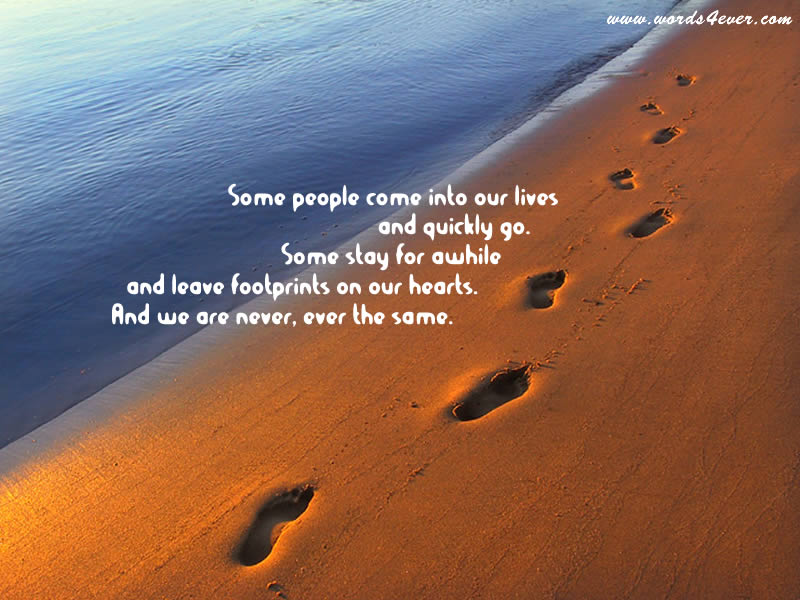 www.words4ever.com
Some people come into our lives
and quickly go.
Some stay for awhile
and leave footprints on our hearts.
And we are never, ever the same.